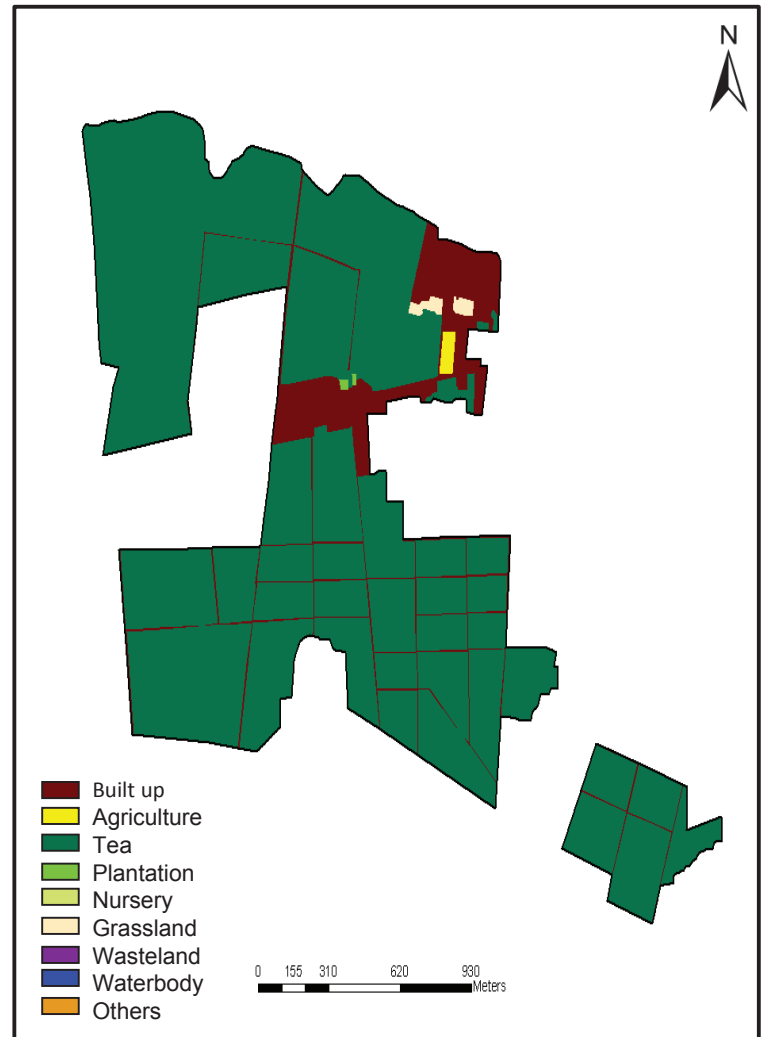 N
Built up
Agriculture
Tea
Plantation
Nursery
Grassland
Wasteland
Waterbody
Others
0 155 310 620 930
Meters